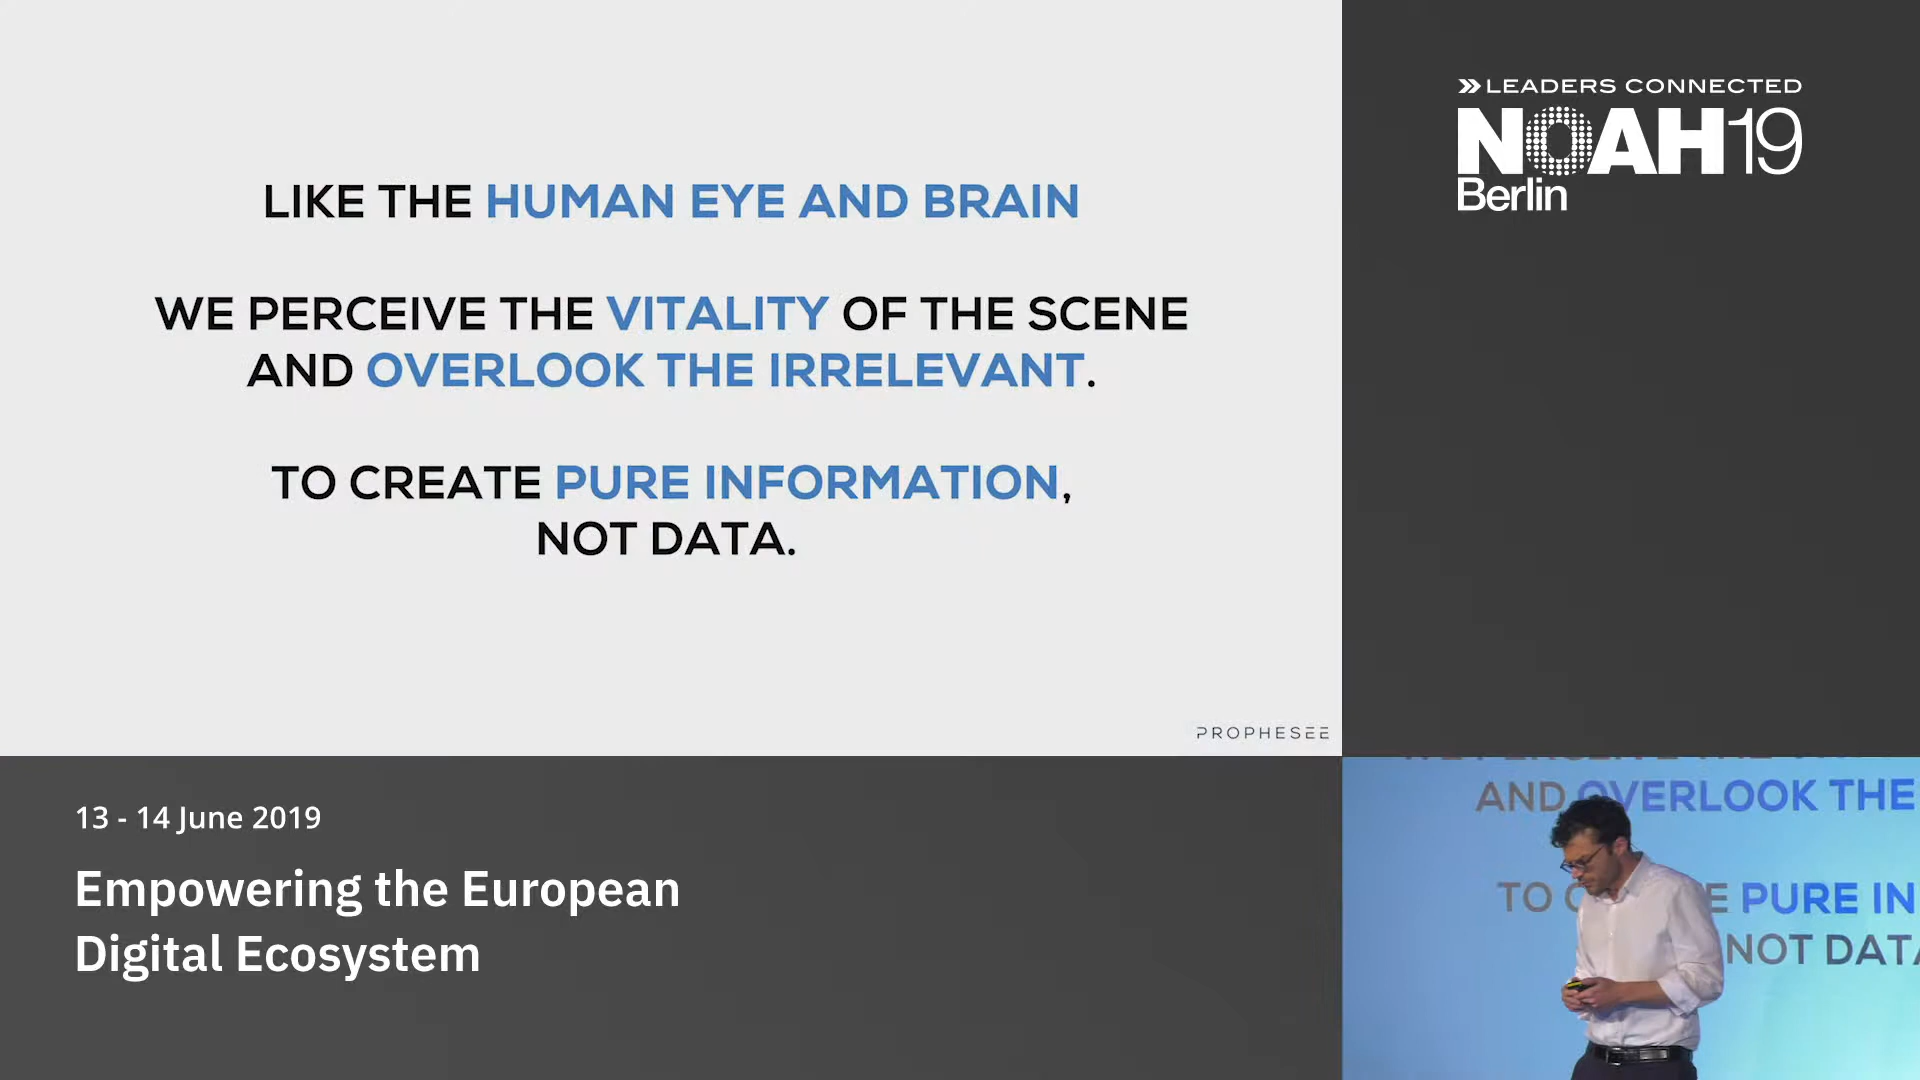 LIKE THE HUMAN EYE AND BRAIN
WE PERCEIVE THE VITALITY OF THE SCENE
AND OVERLOOK THE IRRELEVANT.
TO CREATE PURE INFORMATION,
NOT DATA.
PROPHESEE
LEADERS CONNECTED
NOAH19
Berlin
13 - 14 June 2019
Empowering the European
Digital Ecosystem
AND OVERLOOK THE
TO PURE IN
NOT DATA